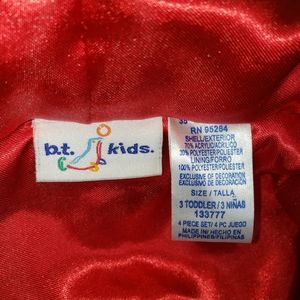 b.t. kids.
RN 95284
SHELL/EXTERIOR
70% ACRYLIC/ACRILICO
30% POLYESTER/POLIESTER
LINING/FORRO
100% POLYESTER/POLIESTER
EXCLUSIVE OF DECORATION
EXCLUSIVO DE DECORACION
SIZE / TALLA
3 TODDLER / 3 NIÑAS
133777
4 PIECE SET/ 4 PC JUEGO
MADE IN/ HECHO EN
PHILIPPINES/FILIPINAS